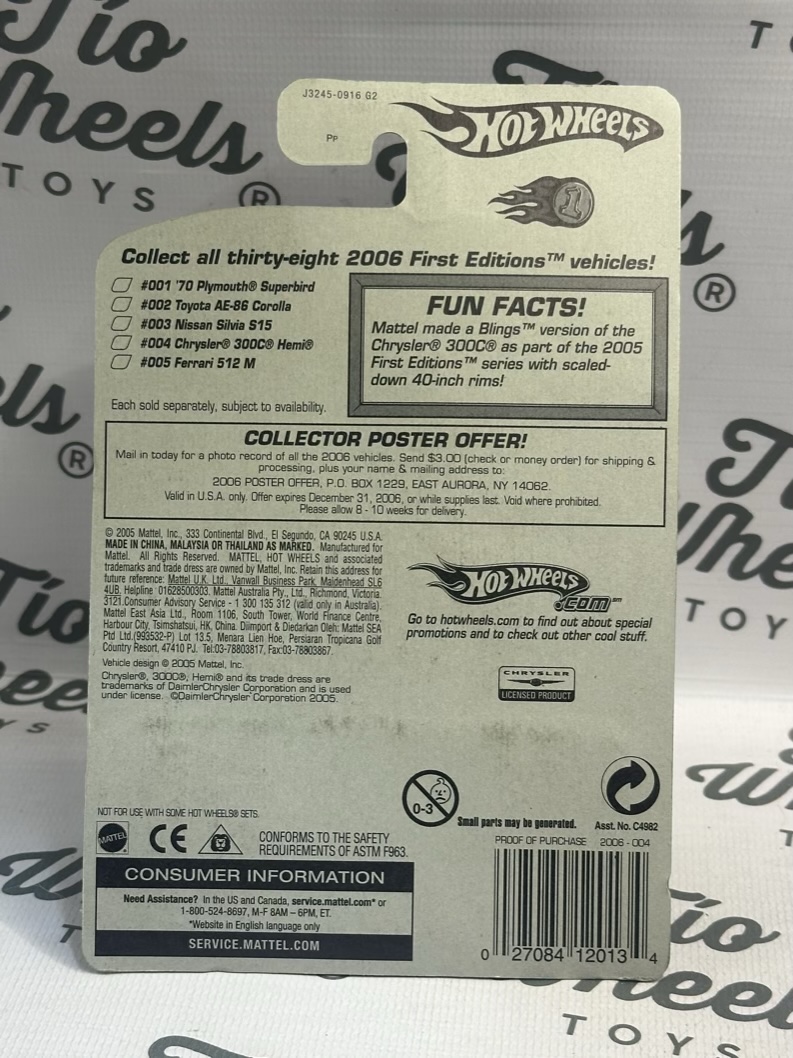 J3245-0916 G2
PP
HOT WHEELS
1
Collect all thirty-eight 2006 First Editions™ vehicles!
#001 '70 Plymouth® Superbird
#002 Toyota AE-86 Corolla
#003 Nissan Silvia S15
#004 Chrysler® 300C® Hemi®
#005 Ferrari 512 M
Each sold separately, subject to availability.
FUN FACTS!
Mattel made a Blings™ version of the
Chrysler® 300C® as part of the 2005
First Editions™ series with scaled-
down 40-inch rims!
COLLECTOR POSTER OFFER!
Mail in today for a photo record of all the 2006 vehicles. Send $3.00 (check or money order) for shipping &
processing, plus your name & mailing address to:
2006 POSTER OFFER, P.O. BOX 1229, EAST AURORA, NY 14062.
Valid in U.S.A. only. Offer expires December 31, 2006, or while supplies last. Void where prohibited.
Please allow 8 - 10 weeks for delivery.
© 2005 Mattel, Inc., 333 Continental Blvd., El Segundo, CA 90245 U.S.A.
MADE IN CHINA, MALAYSIA OR THAILAND AS MARKED. Manufactured for
Mattel. All Rights Reserved. MATTEL, HOT WHEELS and associated
trademarks and trade dress are owned by Mattel, Inc. Retain this address for
future reference: Mattel U.K. Ltd., Vanwall Business Park, Maidenhead SL6
4UB. Helpline : 01628500303. Mattel Australia Pty., Ltd., Richmond, Victoria.
3121.Consumer Advisory Service - 1 300 135 312 (valid only in Australia).
Mattel East Asia Ltd., Room 1106, South Tower, World Finance Centre,
Harbour City, Tsimshatsui, HK, China. Diimport & Diedarkan Oleh: Mattel SEA
Ptd Ltd.(993532-P) Lot 13.5, Menara Lien Hoe, Persiaran Tropicana Golf
Country Resort, 47410 PJ. Tel:03-78803817, Fax:03-78803867.
Vehicle design © 2005 Mattel, Inc.
Chrysler®, 300C®, Hemi® and its trade dress are
trademarks of DaimlerChrysler Corporation and is used
under license. ©DaimlerChrysler Corporation 2005.
HOT WHEELS
.COM℠
Go to hotwheels.com to find out about special
promotions and to check out other cool stuff.
CHRYSLER
LICENSED PRODUCT
NOT FOR USE WITH SOME HOT WHEELS® SETS.
MATTEL
CE
CONFORMS TO THE SAFETY
REQUIREMENTS OF ASTM F963.
0-3
Small parts may be generated.
Asst. No. C4982
PROOF OF PURCHASE 2006 - 004
CONSUMER INFORMATION
Need Assistance? In the US and Canada, service.mattel.com* or
1-800-524-8697, M-F 8AM – 6PM, ET.
*Website in English language only
SERVICE.MATTEL.COM
0 27084 12013 4
Tio
Wheels
TOYS
®